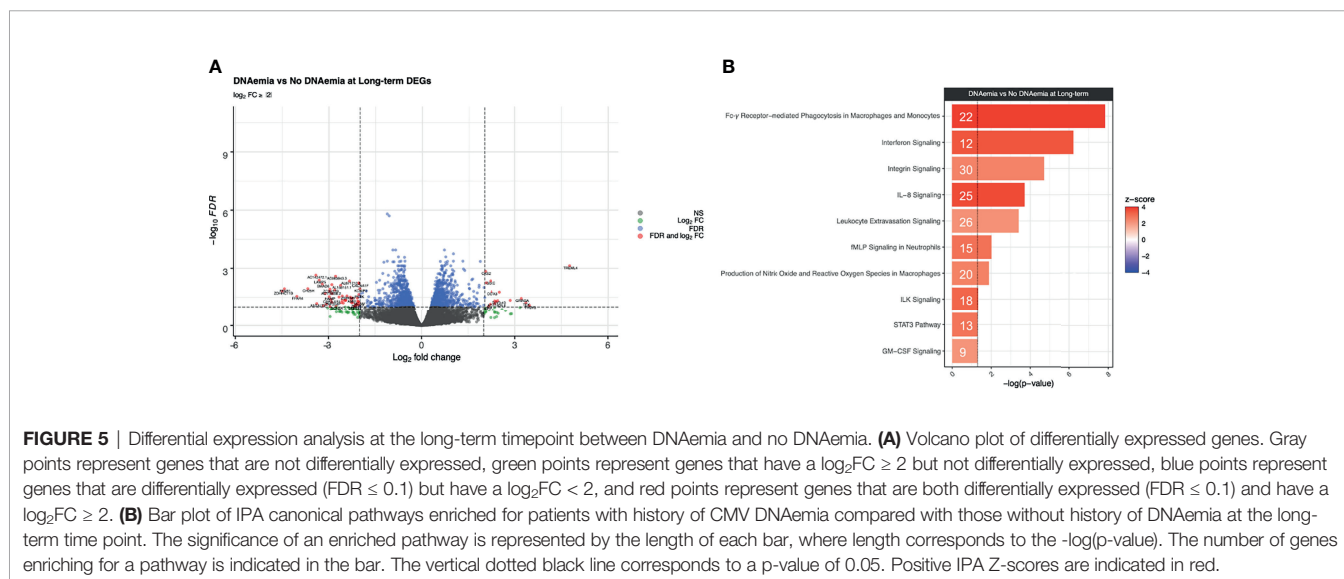 A
DNAemia vs No DNAemia at Long-term DEGs
log₂ FC ≥ |2|
−log₁₀ FDR
9
6
3
0
-6
-3
0
3
6
Log₂ fold change
NS
Log₂ FC
FDR
FDR and log₂ FC
B
DNAemia vs No DNAemia at Long-term
Fc-γ Receptor-mediated Phagocytosis in Macrophages and Monocytes
22
Interferon Signaling
12
Integrin Signaling
30
IL-8 Signaling
25
Leukocyte Extravasation Signaling
26
fMLP Signaling in Neutrophils
15
Production of Nitric Oxide and Reactive Oxygen Species in Macrophages
20
ILK Signaling
18
STAT3 Pathway
13
GM-CSF Signaling
9
0
2
4
6
8
-log(p-value)
z-score
4
2
0
−2
−4
FIGURE 5 | Differential expression analysis at the long-term timepoint between DNAemia and no DNAemia. (A) Volcano plot of differentially expressed genes. Gray
points represent genes that are not differentially expressed, green points represent genes that have a log₂FC ≥ 2 but not differentially expressed, blue points represent
genes that are differentially expressed (FDR ≤ 0.1) but have a log₂FC < 2, and red points represent genes that are both differentially expressed (FDR ≤ 0.1) and have a
log₂FC ≥ 2. (B) Bar plot of IPA canonical pathways enriched for patients with history of CMV DNAemia compared with those without history of DNAemia at the long-
term time point. The significance of an enriched pathway is represented by the length of each bar, where length corresponds to the -log(p-value). The number of genes
enriching for a pathway is indicated in the bar. The vertical dotted black line corresponds to a p-value of 0.05. Positive IPA Z-scores are indicated in red.